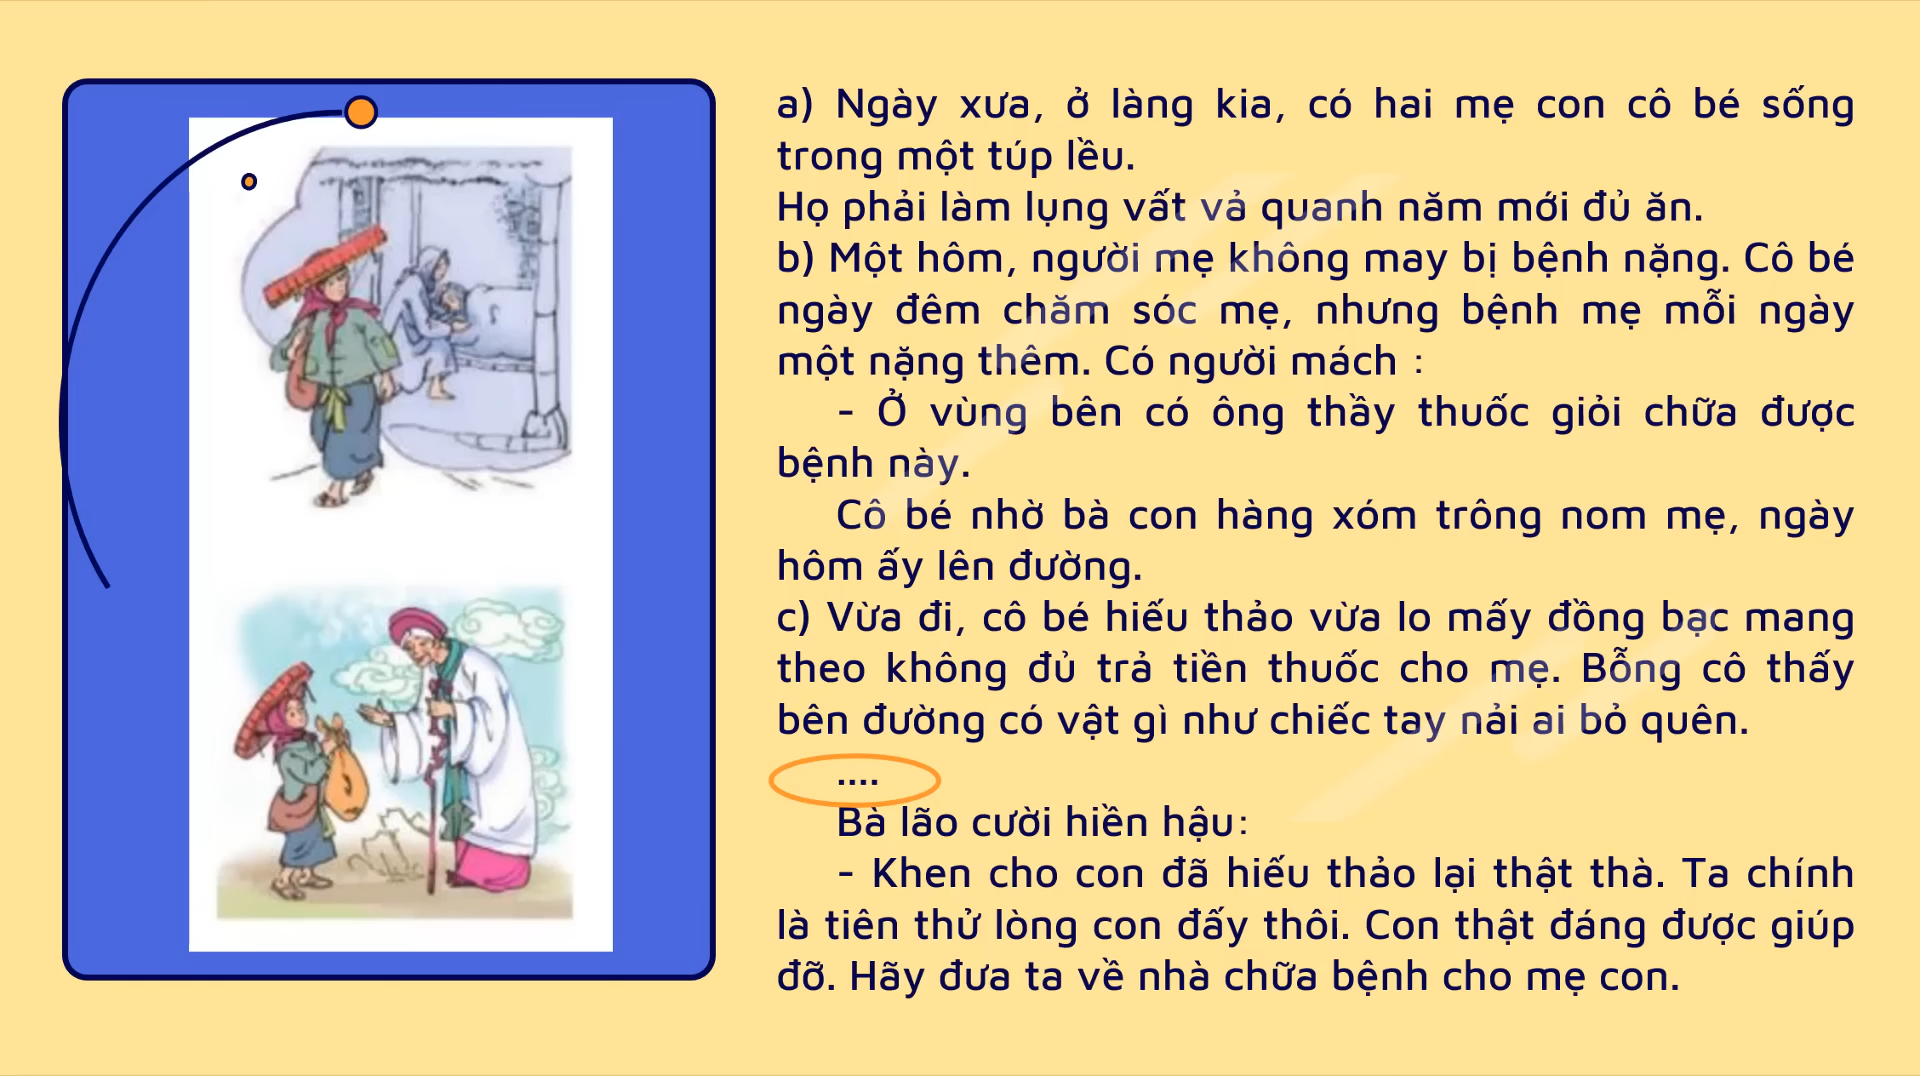 a) Ngày xưa, ở làng kia, có hai mẹ con cô bé sống
trong một túp lều.
Họ phải làm lụng vất vả quanh năm mới đủ ăn.
b) Một hôm, người mẹ không may bị bệnh nặng. Cô bé
ngày đêm chăm sóc mẹ, nhưng bệnh mẹ mỗi ngày
một nặng thêm. Có người mách :
- Ở vùng bên có ông thầy thuốc giỏi chữa được
bệnh này.
Cô bé nhờ bà con hàng xóm trông nom mẹ, ngày
hôm ấy lên đường.
c) Vừa đi, cô bé hiếu thảo vừa lo mấy đồng bạc mang
theo không đủ trả tiền thuốc cho mẹ. Bỗng cô thấy
bên đường có vật gì như chiếc tay nải ai bỏ quên.
....
Bà lão cười hiền hậu:
- Khen cho con đã hiếu thảo lại thật thà. Ta chính
là tiên thử lòng con đấy thôi. Con thật đáng được giúp
đỡ. Hãy đưa ta về nhà chữa bệnh cho mẹ con.